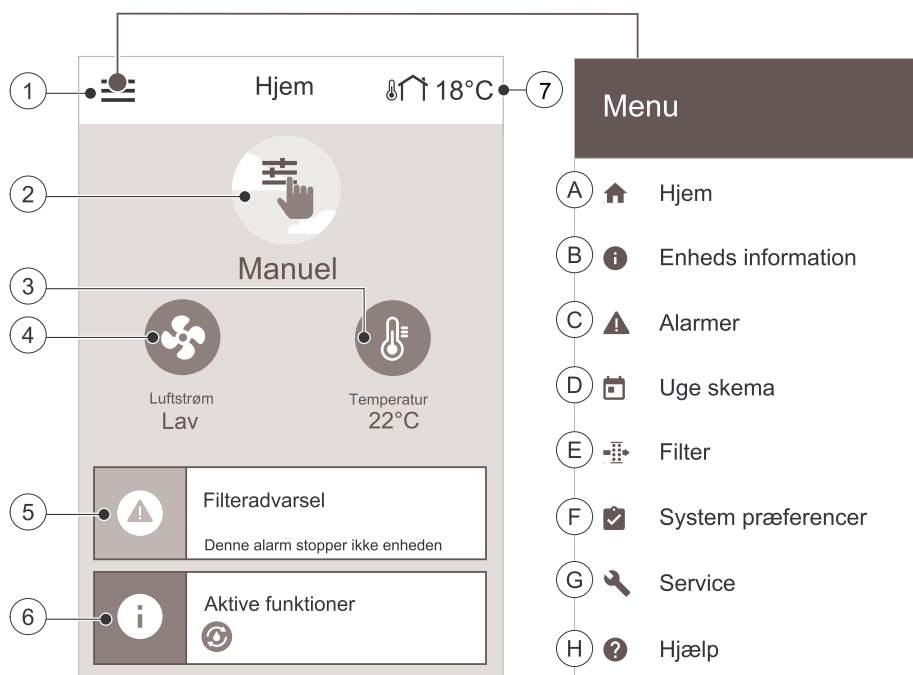 1
Hjem
18°C
7
2
Manuel
3
4
Luftstrøm
Lav
Temperatur
22°C
5
Filteradvarsel
Denne alarm stopper ikke enheden
6
Aktive funktioner
Menu
A Hjem
B Enheds information
C Alarmer
D Uge skema
E Filter
F System præferencer
G Service
H Hjælp